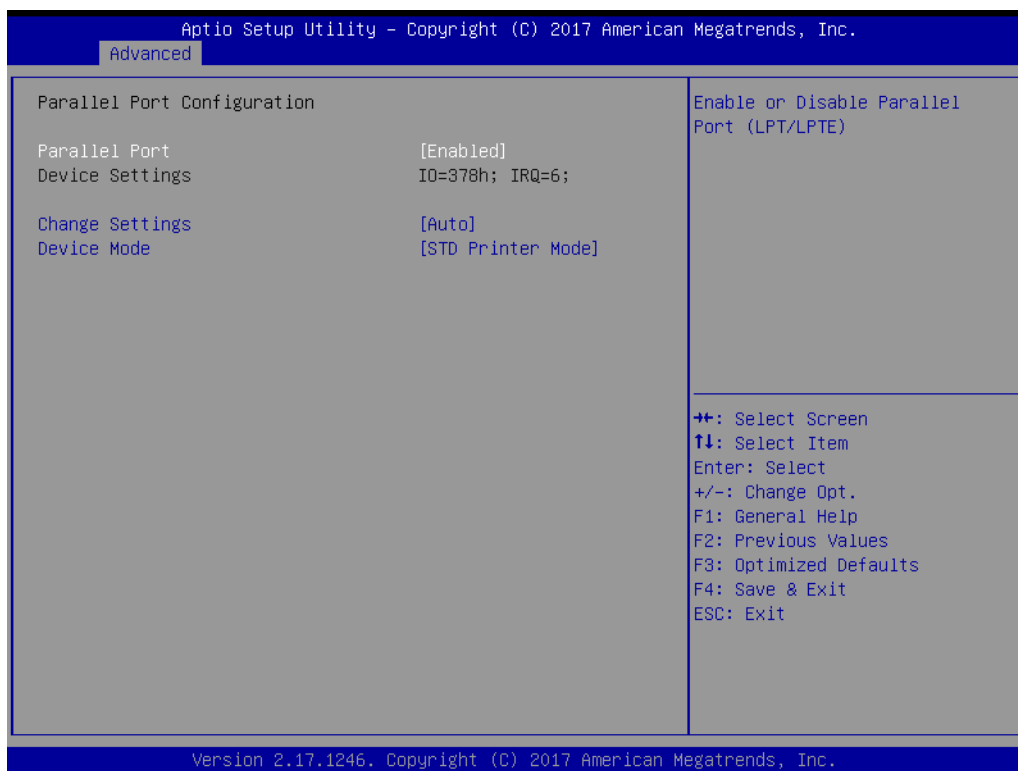 Aptio Setup Utility – Copyright (C) 2017 American Megatrends, Inc.
Advanced
Parallel Port Configuration
Parallel Port [Enabled]
Device Settings IO=378h; IRQ=6;
Change Settings [Auto]
Device Mode [STD Printer Mode]
Enable or Disable Parallel
Port (LPT/LPTE)
→←: Select Screen
↑↓: Select Item
Enter: Select
+/-: Change Opt.
F1: General Help
F2: Previous Values
F3: Optimized Defaults
F4: Save & Exit
ESC: Exit
Version 2.17.1246. Copyright (C) 2017 American Megatrends, Inc.